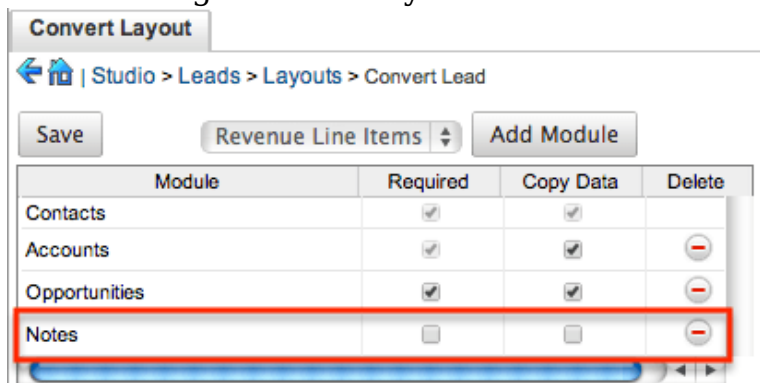 Convert Layout
| Studio > Leads > Layouts > Convert Lead
Save Revenue Line Items Add Module
Module Required Copy Data Delete
Contacts
Accounts
Opportunities
Notes